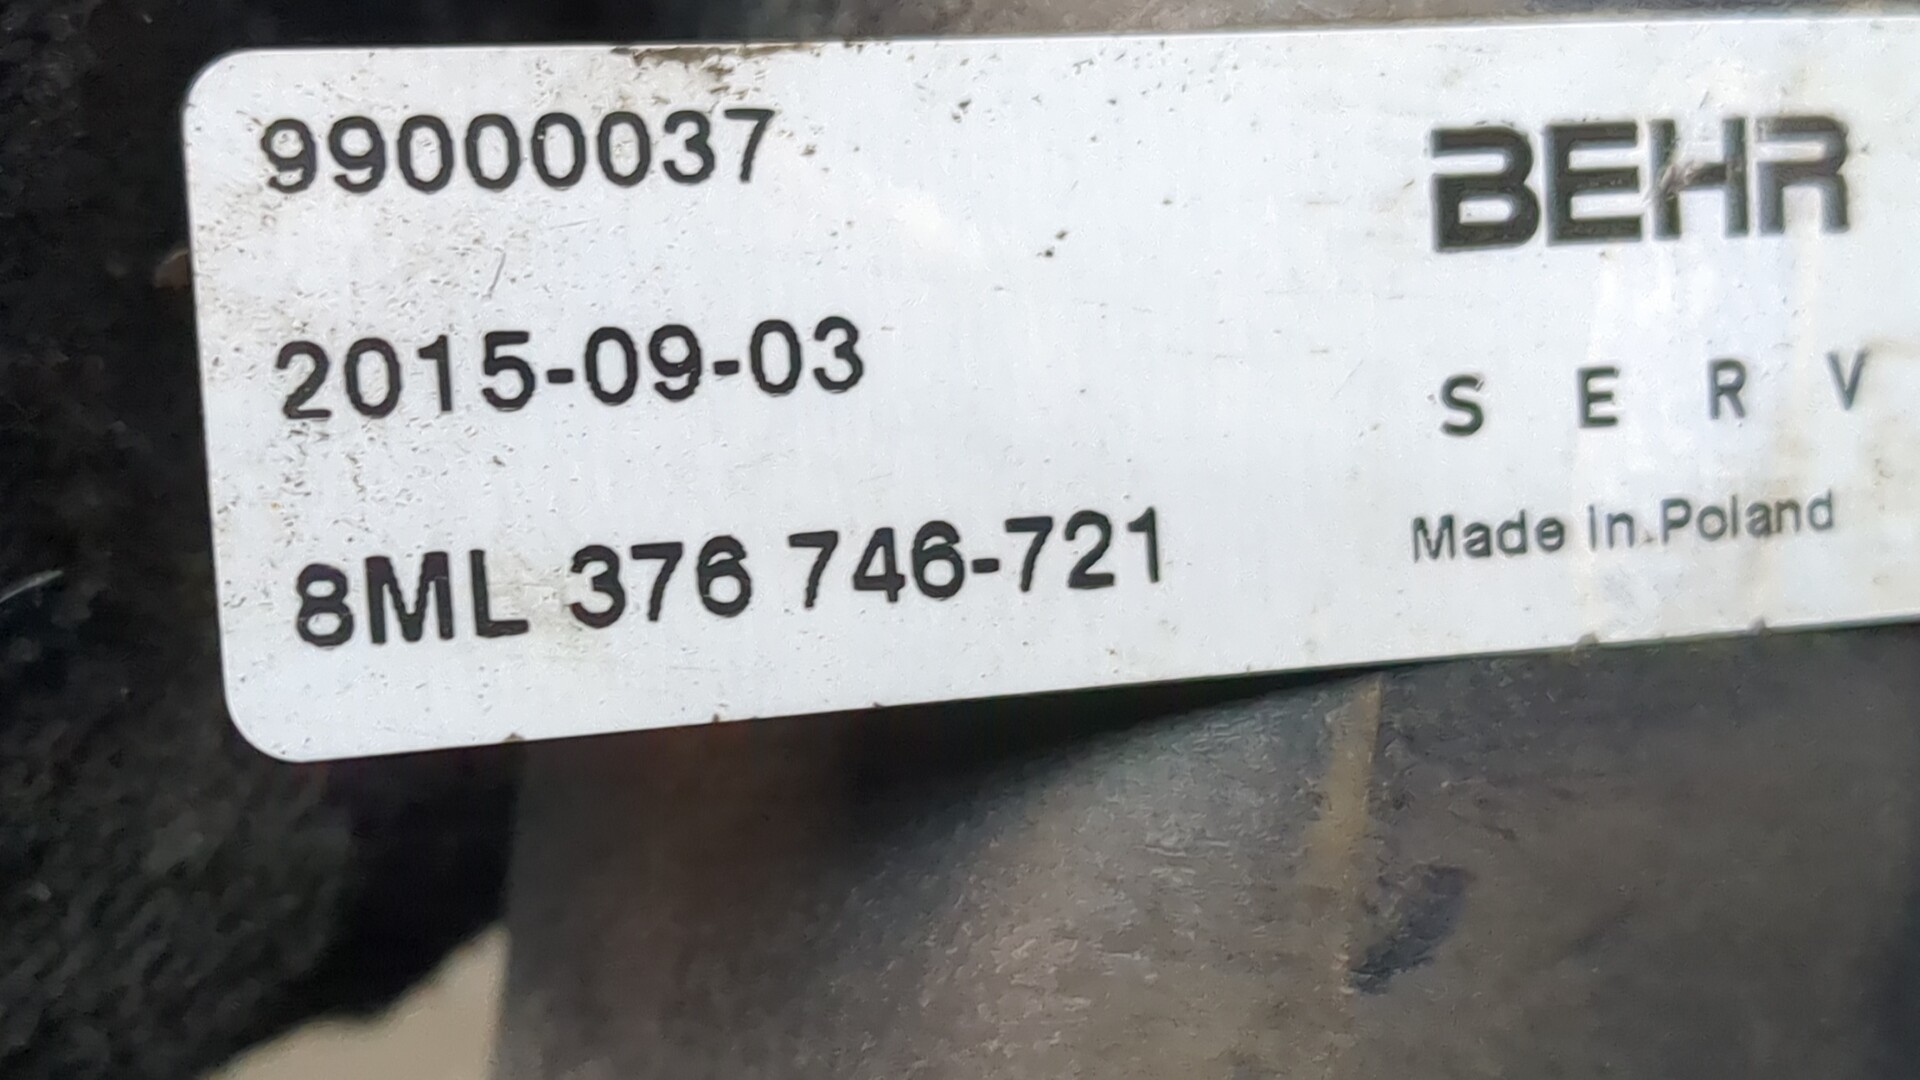 99000037
BEHR
2015-09-03
S E R V
8ML 376 746-721
Made in Poland